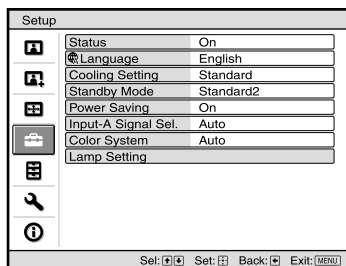 Setup
Status On
Language English
Cooling Setting Standard
Standby Mode Standard2
Power Saving On
Input-A Signal Sel. Auto
Color System Auto
Lamp Setting
Sel: Set: Back: Exit: MENU